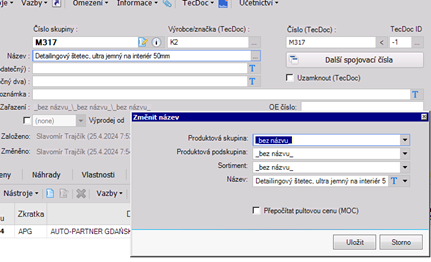 Vazby Omezení Informace TecDoc Účetnictví
Číslo skupiny : Výrobce/značka (TecDoc) : Číslo (TecDoc) : TecDoc ID
M317 K2 ... M317 < -1 ...
Název : Detailingový štetec, ultra jemný na interiér 50mm ... Další spojovací čísla
datečný) : T Uzamknout (TecDoc)
čný dva) : T
oznámka : T
Zařazení : _bez názvu_\_bez názvu_\_bez názvu_ OE číslo:
(none) Výprodej od
Založeno: Slavomír Trajčík (25.4.2024 7:5
Změněno: Slavomír Trajčík (25.4.2024 7:5
eny Náhrady Vlastnosti
Nástroje Vazby
Zkratka
4 APG AUTO-PARTNER GDAŃSK
Změnit název
Produktová skupina: _bez názvu_
Produktová podskupina: _bez názvu_
Sortiment: _bez názvu_
Název: Detailingový štetec, ultra jemný na interiér 5 T
Přepočítat pultovou cenu (MOC)
Uložit Storno